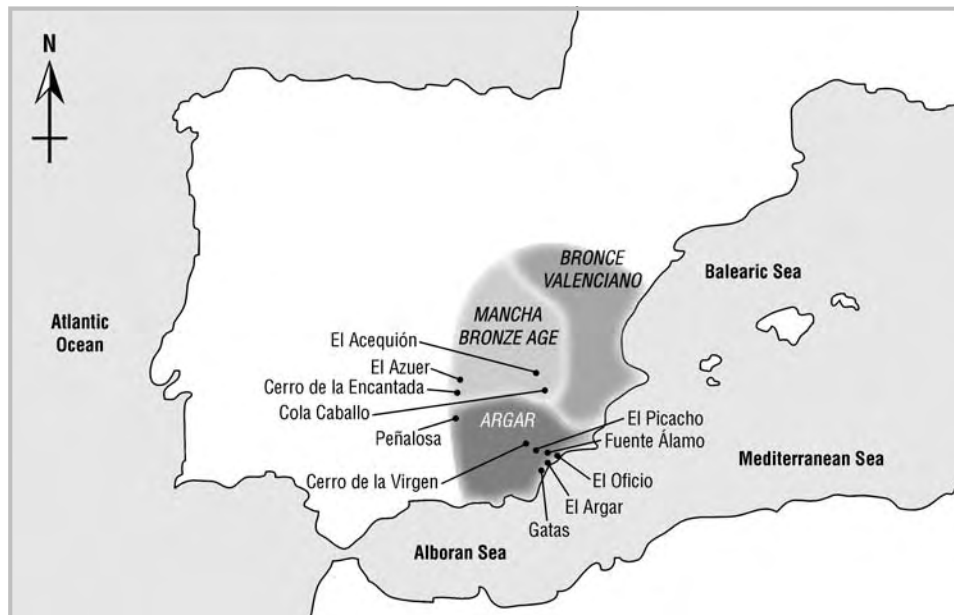 N
BRONCE
VALENCIANO
Balearic Sea
MANCHA
BRONZE AGE
Atlantic
Ocean
El Acequión
El Azuer
Cerro de la Encantada
Cola Caballo
ARGAR
El Picacho
Peñalosa
Fuente Álamo
Mediterranean Sea
Cerro de la Virgen
El Oficio
El Argar
Gatas
Alboran Sea